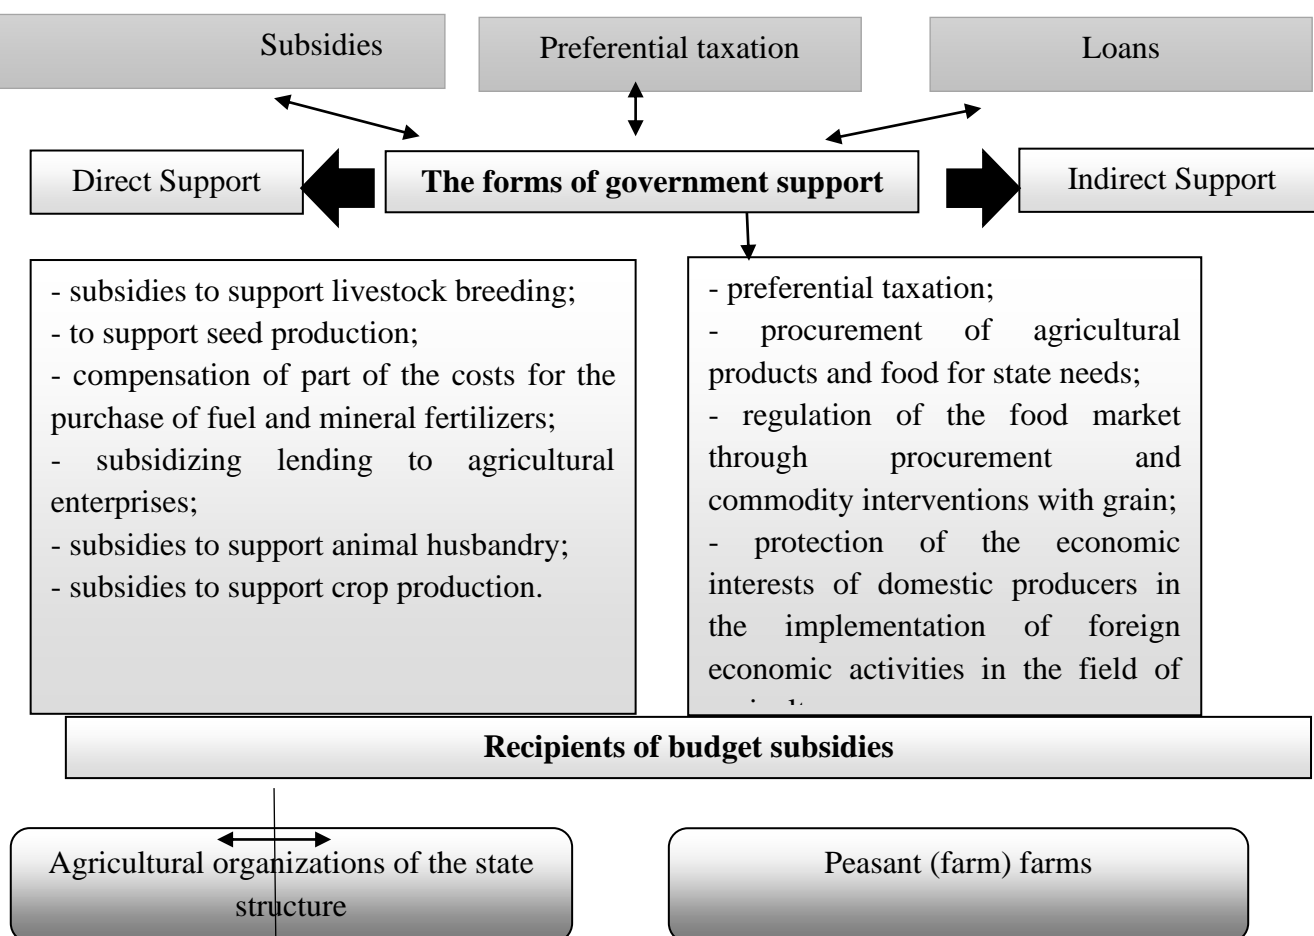 Subsidies
Preferential taxation
Loans
Direct Support
The forms of government support
Indirect Support
- subsidies to support livestock breeding;
- to support seed production;
- compensation of part of the costs for the
purchase of fuel and mineral fertilizers;
- subsidizing lending to agricultural
enterprises;
- subsidies to support animal husbandry;
- subsidies to support crop production.
- preferential taxation;
- procurement of agricultural
products and food for state needs;
- regulation of the food market
through procurement and
commodity interventions with grain;
- protection of the economic
interests of domestic producers in
the implementation of foreign
economic activities in the field of
Recipients of budget subsidies
Agricultural organizations of the state
structure
Peasant (farm) farms